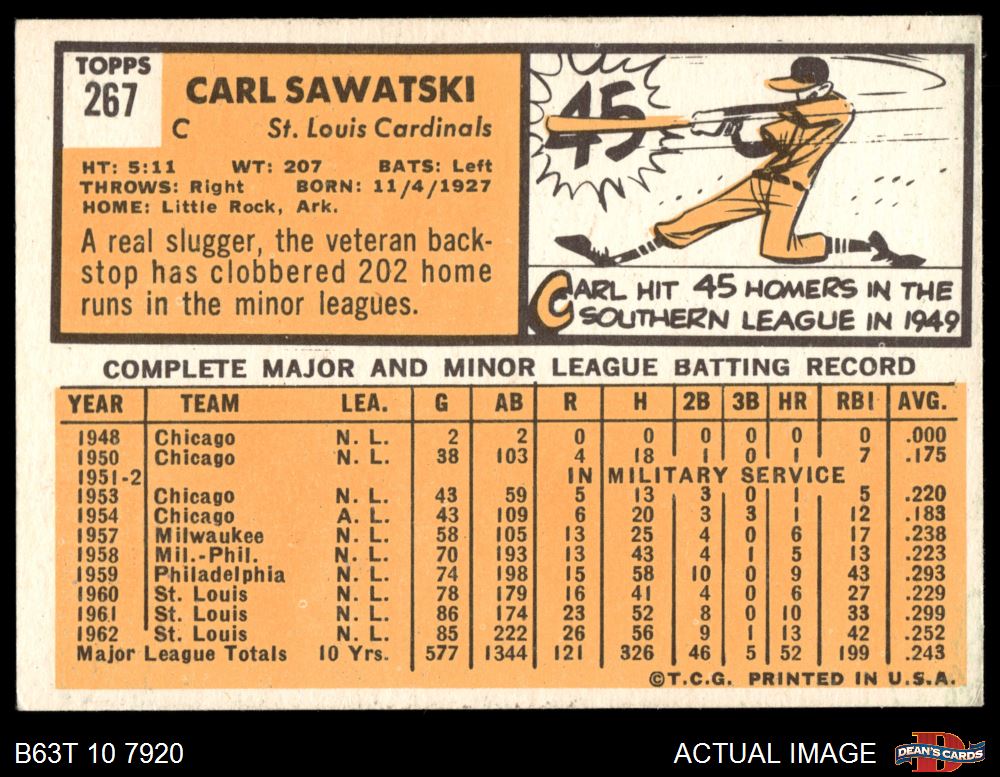 TOPPS
267
CARL SAWATSKI
C St. Louis Cardinals
HT: 5:11 WT: 207 BATS: Left
THROWS: Right BORN: 11/4/1927
HOME: Little Rock, Ark.
A real slugger, the veteran back-
stop has clobbered 202 home
runs in the minor leagues.
45
CARL HIT 45 HOMERS IN THE
SOUTHERN LEAGUE IN 1949
COMPLETE MAJOR AND MINOR LEAGUE BATTING RECORD
YEAR TEAM LEA. G AB R H 2B 3B HR RBI AVG.
1948 Chicago N. L. 2 2 0 0 0 0 0 0 .000
1950 Chicago N. L. 38 103 4 18 1 0 1 7 .175
1951-2 IN MILITARY SERVICE
1953 Chicago N. L. 43 59 5 13 3 0 1 5 .220
1954 Chicago A. L. 43 109 6 20 3 3 1 12 .183
1957 Milwaukee N. L. 58 105 13 25 4 0 6 17 .238
1958 Mil.-Phil. N. L. 70 193 13 43 4 1 5 13 .223
1959 Philadelphia N. L. 74 198 15 58 10 0 9 43 .293
1960 St. Louis N. L. 78 179 16 41 4 0 6 27 .229
1961 St. Louis N. L. 86 174 23 52 8 0 10 33 .299
1962 St. Louis N. L. 85 222 26 56 9 1 13 42 .252
Major League Totals 10 Yrs. 577 1344 121 326 46 5 52 199 .243
©T.C.G. PRINTED IN U.S.A.
B63T 10 7920 ACTUAL IMAGE
B
DEAN'S CARDS